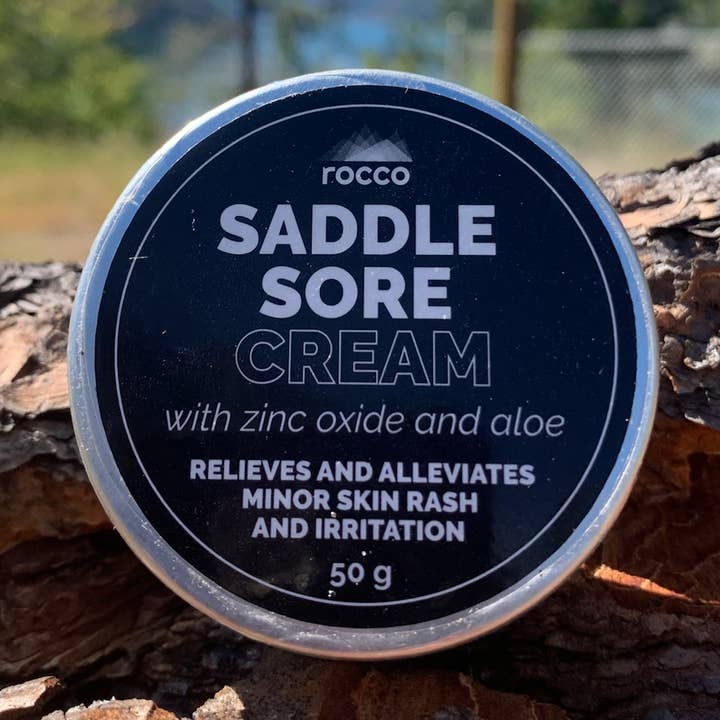 rocco
SADDLE
SORE
CREAM
with zinc oxide and aloe
RELIEVES AND ALLEVIATES
MINOR SKIN RASH
AND IRRITATION
50 g